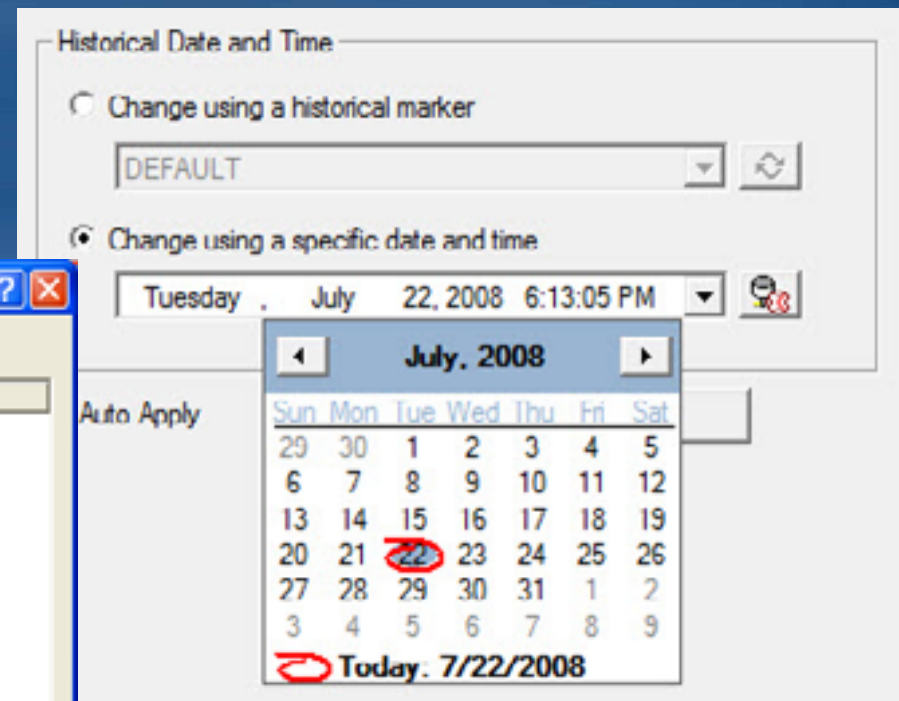 Historical Date and Time
Change using a historical marker
DEFAULT
Change using a specific date and time
Tuesday , July 22, 2008 6:13:05 PM
?
July, 2008
Auto Apply
Sun Mon Tue Wed Thu Fri Sat
29 30 1 2 3 4 5
6 7 8 9 10 11 12
13 14 15 16 17 18 19
20 21 22 23 24 25 26
27 28 29 30 31 1 2
3 4 5 6 7 8 9
Today: 7/22/2008